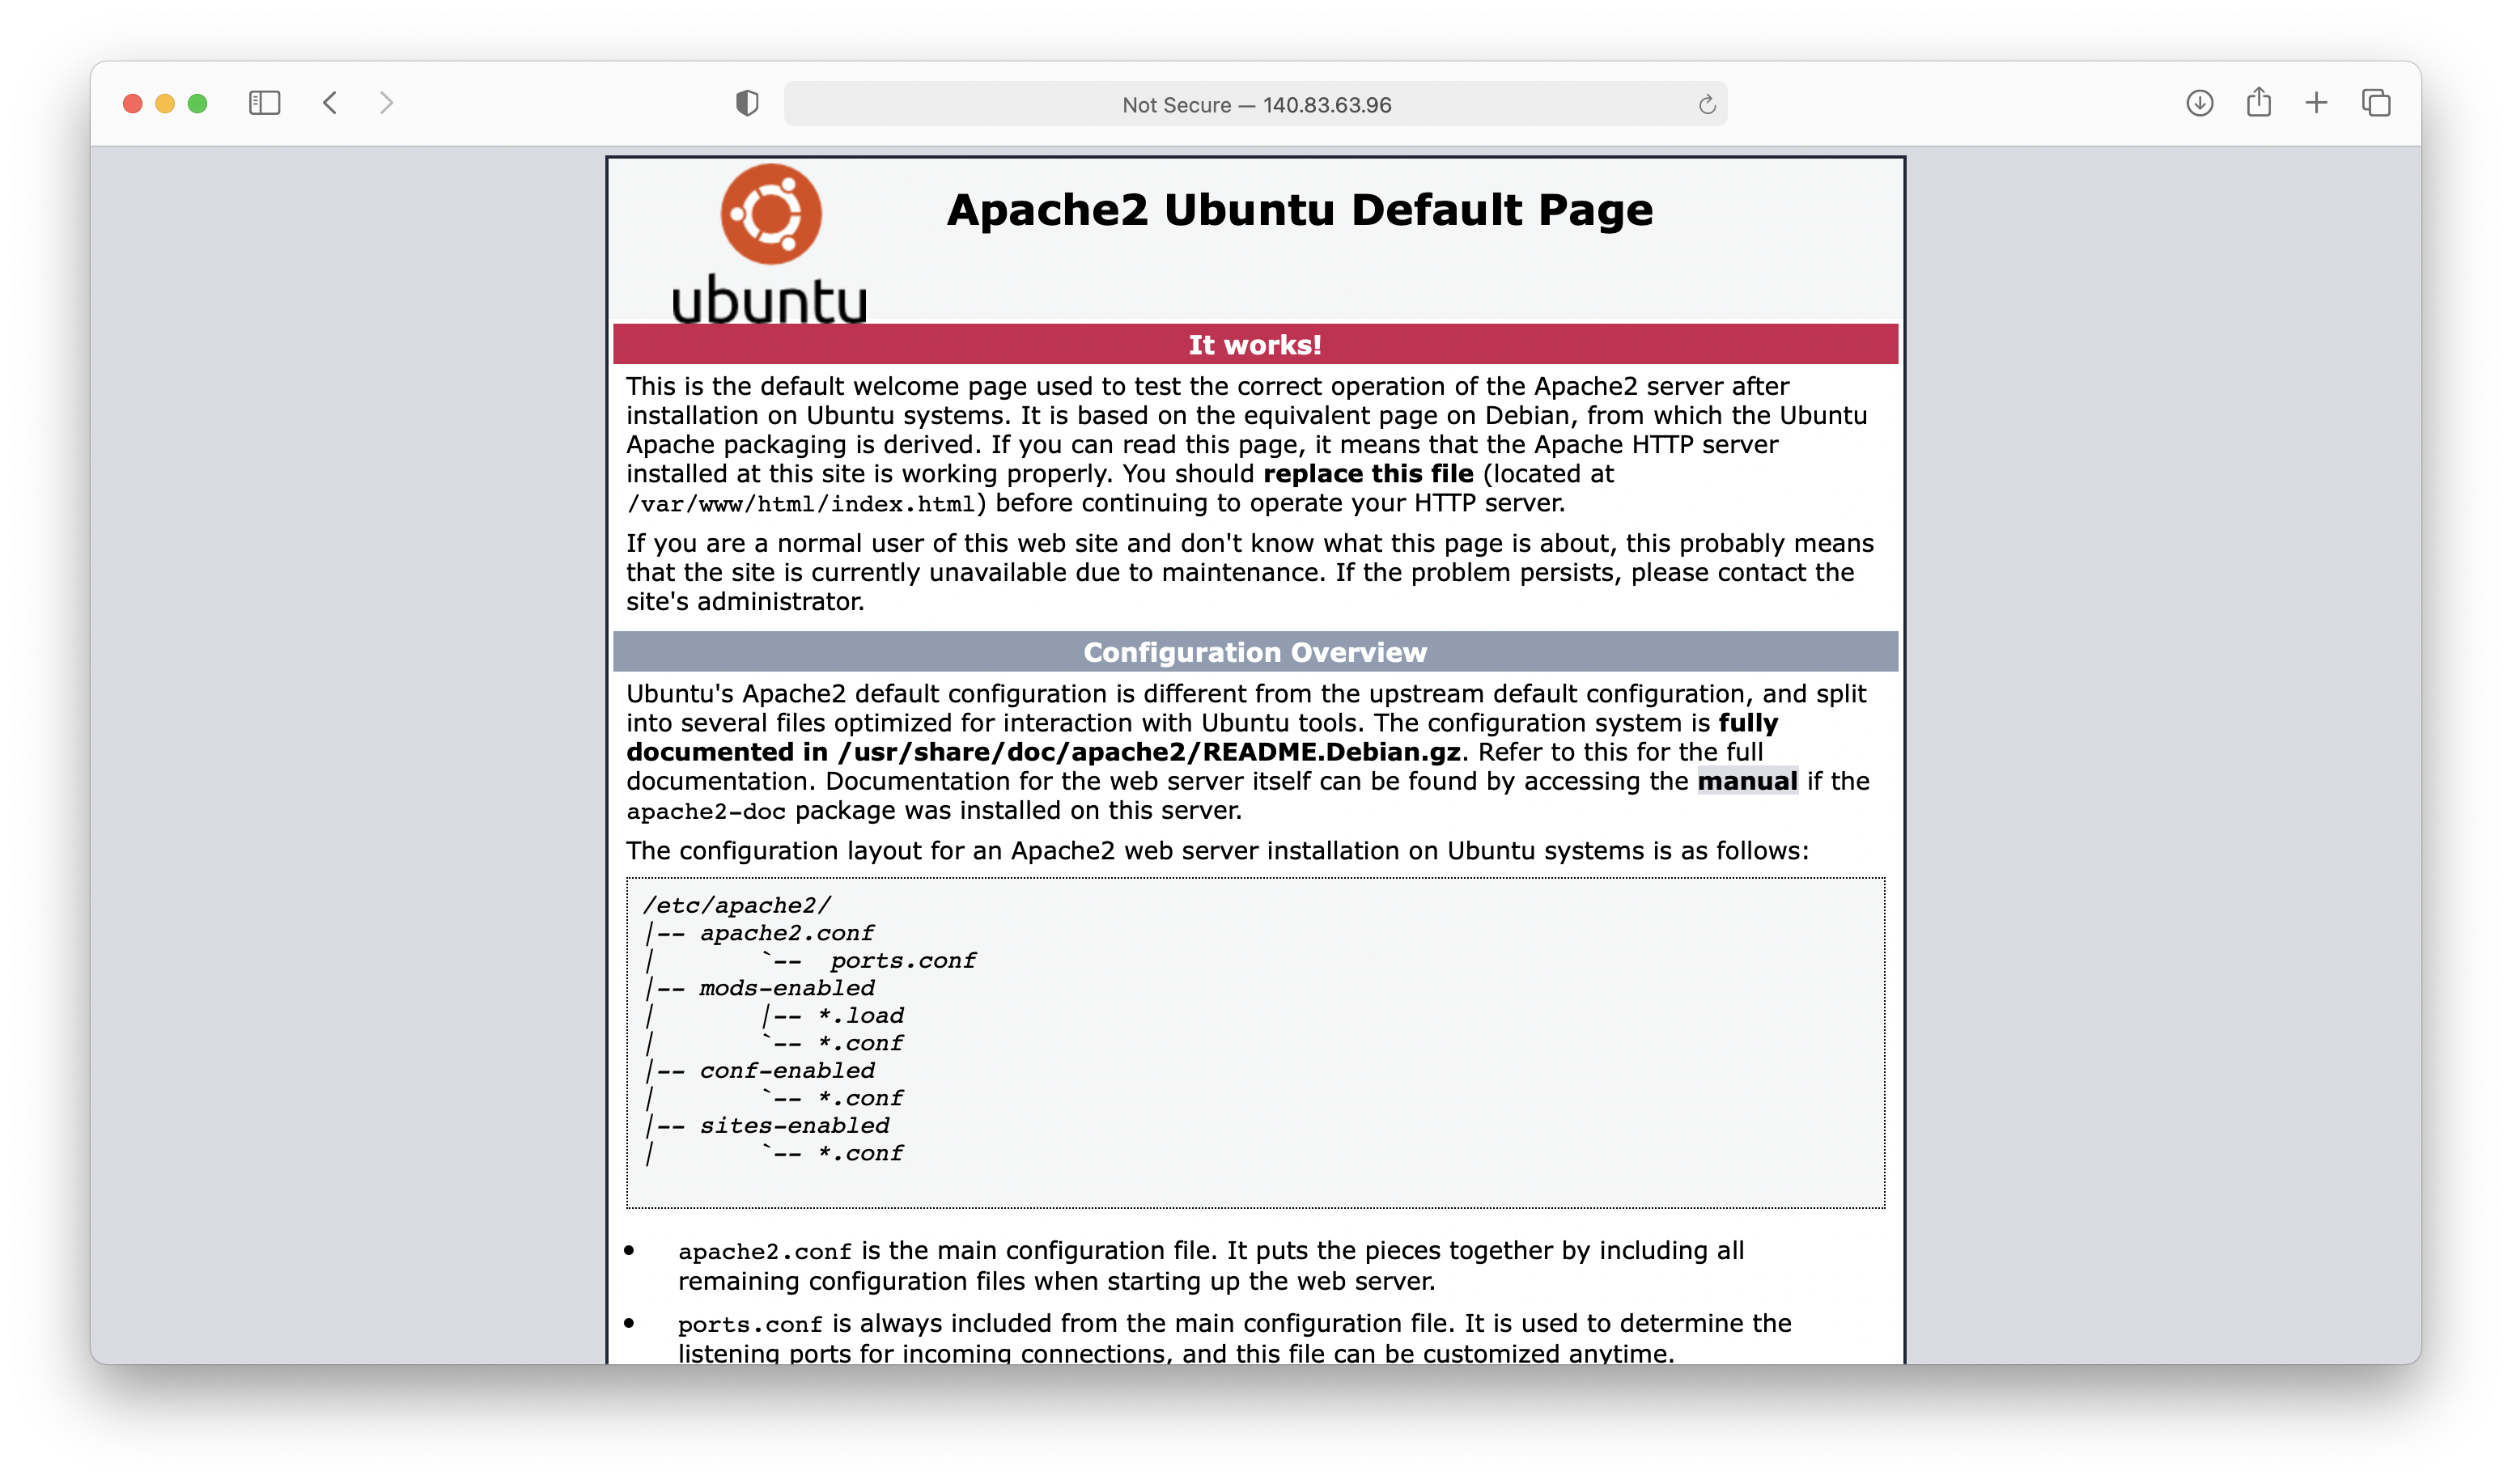 Not Secure — 140.83.63.96
ubuntu
Apache2 Ubuntu Default Page
It works!
This is the default welcome page used to test the correct operation of the Apache2 server after
installation on Ubuntu systems. It is based on the equivalent page on Debian, from which the Ubuntu
Apache packaging is derived. If you can read this page, it means that the Apache HTTP server
installed at this site is working properly. You should replace this file (located at
/var/www/html/index.html) before continuing to operate your HTTP server.
If you are a normal user of this web site and don't know what this page is about, this probably means
that the site is currently unavailable due to maintenance. If the problem persists, please contact the
site's administrator.
Configuration Overview
Ubuntu's Apache2 default configuration is different from the upstream default configuration, and split
into several files optimized for interaction with Ubuntu tools. The configuration system is fully
documented in /usr/share/doc/apache2/README.Debian.gz. Refer to this for the full
documentation. Documentation for the web server itself can be found by accessing the manual if the
apache2-doc package was installed on this server.
The configuration layout for an Apache2 web server installation on Ubuntu systems is as follows:
/etc/apache2/
|-- apache2.conf
|       `--  ports.conf
|-- mods-enabled
|       |-- *.load
|       `-- *.conf
|-- conf-enabled
|       `-- *.conf
|-- sites-enabled
|       `-- *.conf
• apache2.conf is the main configuration file. It puts the pieces together by including all
remaining configuration files when starting up the web server.
• ports.conf is always included from the main configuration file. It is used to determine the
listening ports for incoming connections, and this file can be customized anytime.